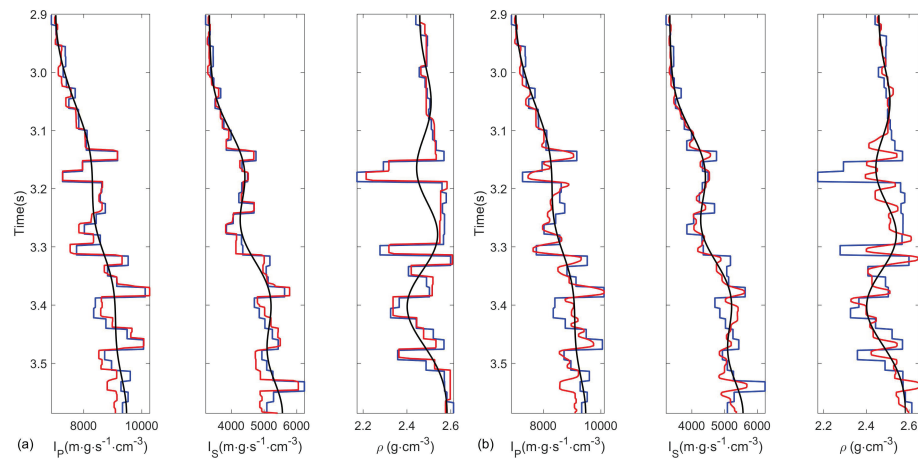 2.9
3.0
3.1
3.2
3.3
3.4
3.5
Time(s)
(a)
8000 10000
I_P(m·g·s⁻¹·cm⁻³)
4000 5000 6000
I_S(m·g·s⁻¹·cm⁻³)
2.2 2.4 2.6
ρ (g·cm⁻³)
2.9
3.0
3.1
3.2
3.3
3.4
3.5
Time(s)
(b)
8000 10000
I_P(m·g·s⁻¹·cm⁻³)
4000 5000 6000
I_S(m·g·s⁻¹·cm⁻³)
2.2 2.4 2.6
ρ (g·cm⁻³)